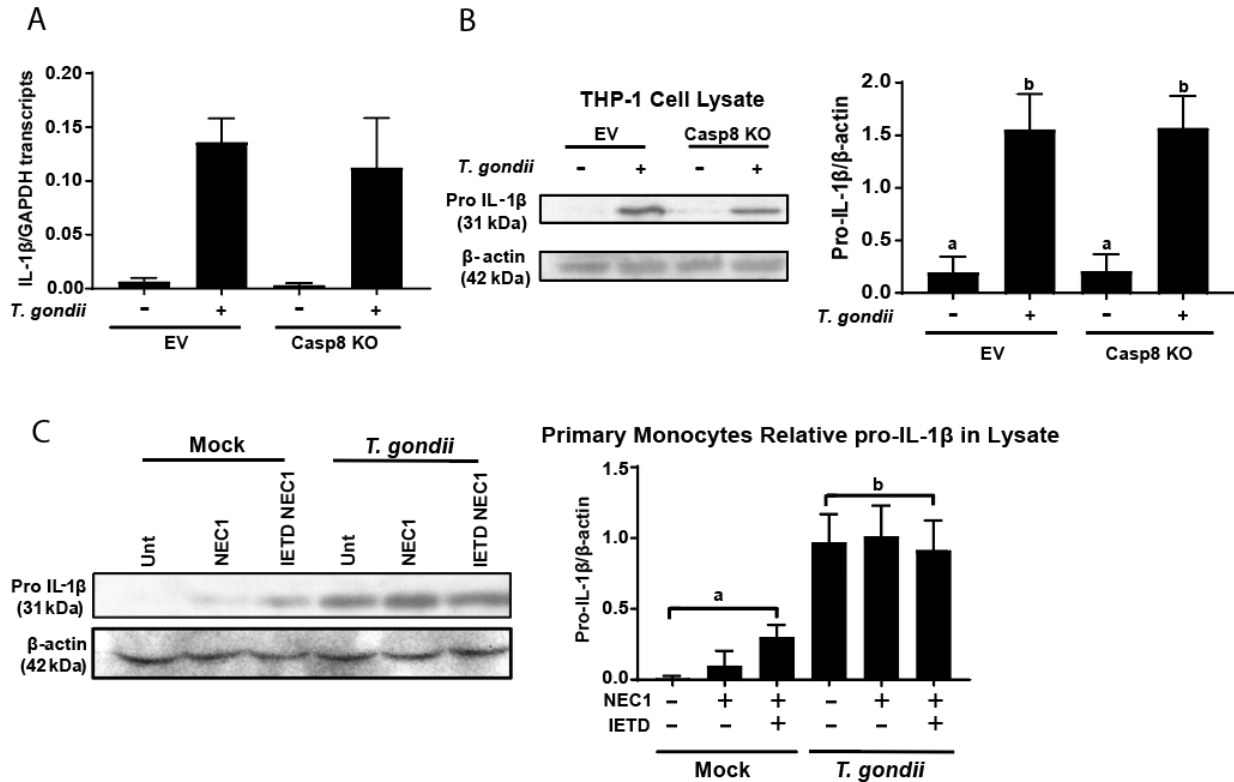 A
IL-1β/GAPDH transcripts
0.20
0.15
0.10
0.05
0.00
T. gondii - + - +
EV Casp8 KO
B
THP-1 Cell Lysate
EV Casp8 KO
T. gondii - + - +
Pro IL-1β
(31 kDa)
β- actin
(42 kDa)
Pro-IL-1β/β-actin
2.0
1.5
1.0
0.5
0.0
a b a b
T. gondii - + - +
EV Casp8 KO
C
Mock T. gondii
Unt NEC1 IETD NEC1 Unt NEC1 IETD NEC1
Pro IL-1β
(31 kDa)
β-actin
(42 kDa)
Primary Monocytes Relative pro-IL-1β in Lysate
Pro-IL-1β/β-actin
1.5
1.0
0.5
0.0
a b
NEC1 - + + - + +
IETD - - + - - +
Mock T. gondii